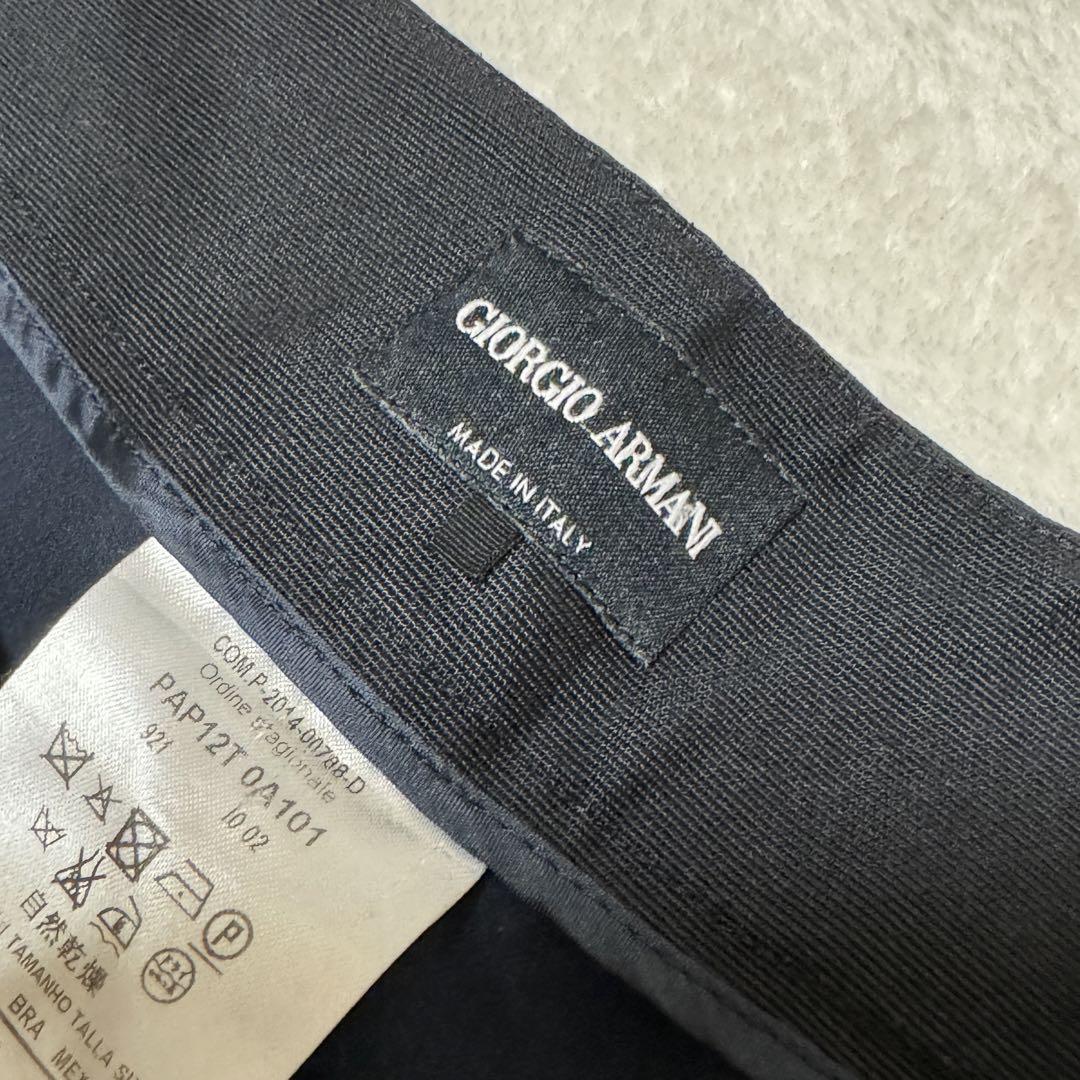 GIORGIO ARMANI
MADE IN ITALY
COM.P-2014-00788-D
Ordine stagionale
PAP12T 0A101
921 IO 02
P
自然乾燥
TAMANHO TALLA
BRA